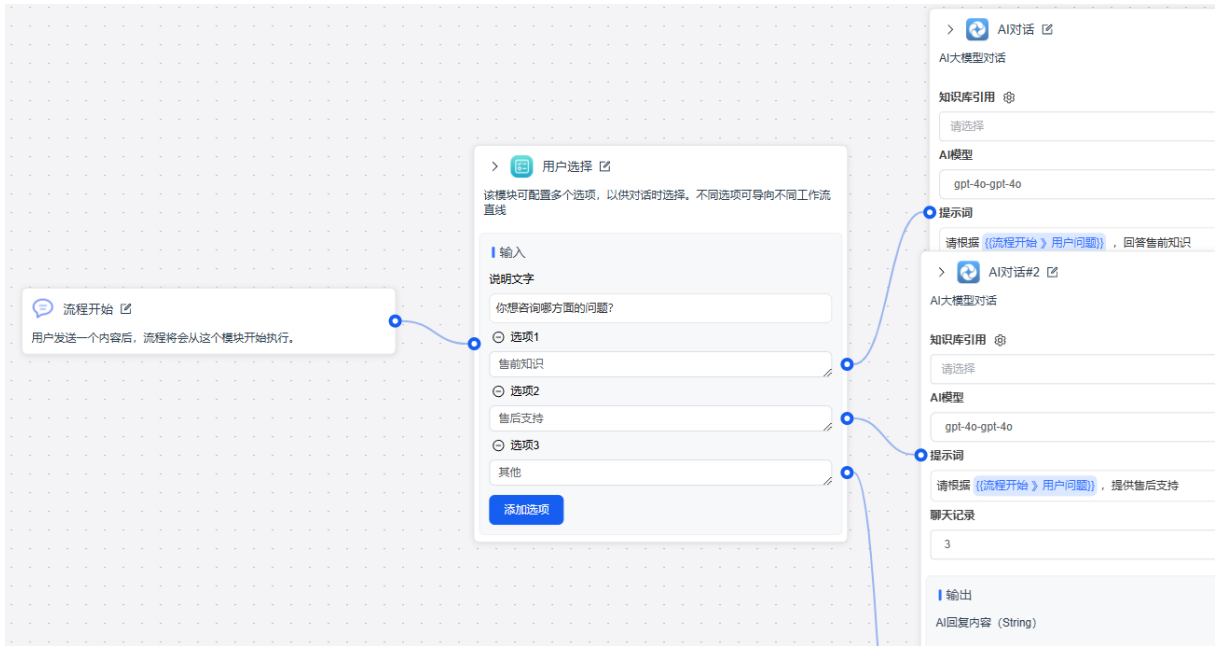 流程开始
用户发送一个内容后，流程将会从这个模块开始执行。
用户选择
该模块可配置多个选项，以供对话时选择。不同选项可导向不同工作流
直线
输入
说明文字
你想咨询哪方面的问题?
选项1
售前知识
选项2
售后支持
选项3
其他
添加选项
AI对话
AI大模型对话
知识库引用
请选择
AI模型
gpt-4o-gpt-4o
提示词
请根据 {{流程开始 》用户问题}} ，回答售前知识
AI对话#2
AI大模型对话
知识库引用
请选择
AI模型
gpt-4o-gpt-4o
提示词
请根据 {{流程开始 》用户问题}} ，提供售后支持
聊天记录
3
输出
AI回复内容（String）